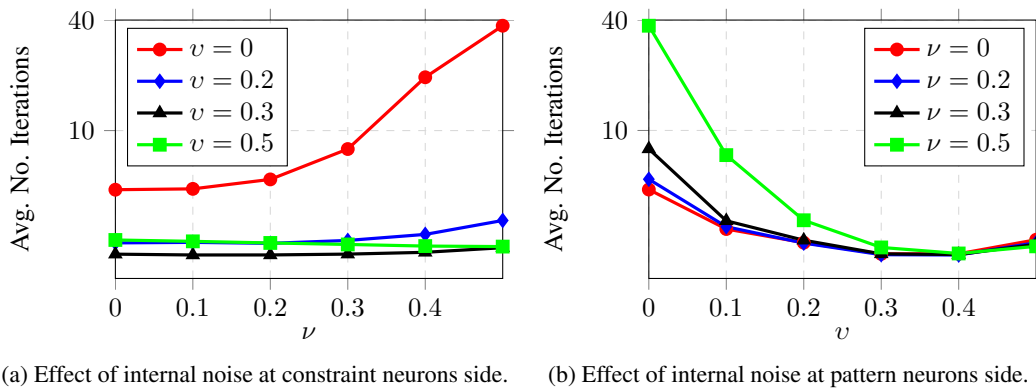 40
10
Avg. No. Iterations
υ = 0
υ = 0.2
υ = 0.3
υ = 0.5
0 0.1 0.2 0.3 0.4
ν
(a) Effect of internal noise at constraint neurons side.
40
10
Avg. No. Iterations
ν = 0
ν = 0.2
ν = 0.3
ν = 0.5
0 0.1 0.2 0.3 0.4
υ
(b) Effect of internal noise at pattern neurons side.